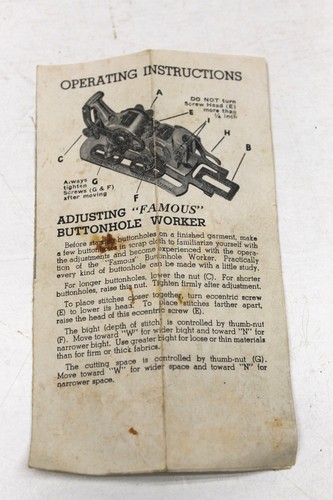 OPERATING INSTRUCTIONS
A
DO NOT turn
Screw Head (E)
more than
¼ inch
E
I
H
B
C
Always
tighten
Screws (G & F)
after moving
G
F
ADJUSTING "FAMOUS"
BUTTONHOLE WORKER
Before starting buttonholes on a finished garment, make
a few buttonholes in scrap cloth to familiarize yourself with
the adjustments and become experienced with the opera-
tion of the "Famous" Buttonhole Worker. Practically
every kind of buttonhole can be made with a little study.
For longer buttonholes, lower the nut (C). For shorter
buttonholes, raise this nut. Tighten firmly after adjustment.
To place stitches closer together, turn eccentric screw
(E) to lower its head. To place stitches farther apart,
raise the head of this eccentric screw (E).
The bight (depth of stitch) is controlled by thumb-nut
(F). Move toward "W" for wider bight and toward "N" for
narrower bight. Use greater bight for loose or thin materials
than for firm or thick fabrics.
The cutting space is controlled by thumb-nut (G).
Move toward "W" for wider space and toward "N" for
narrower space.